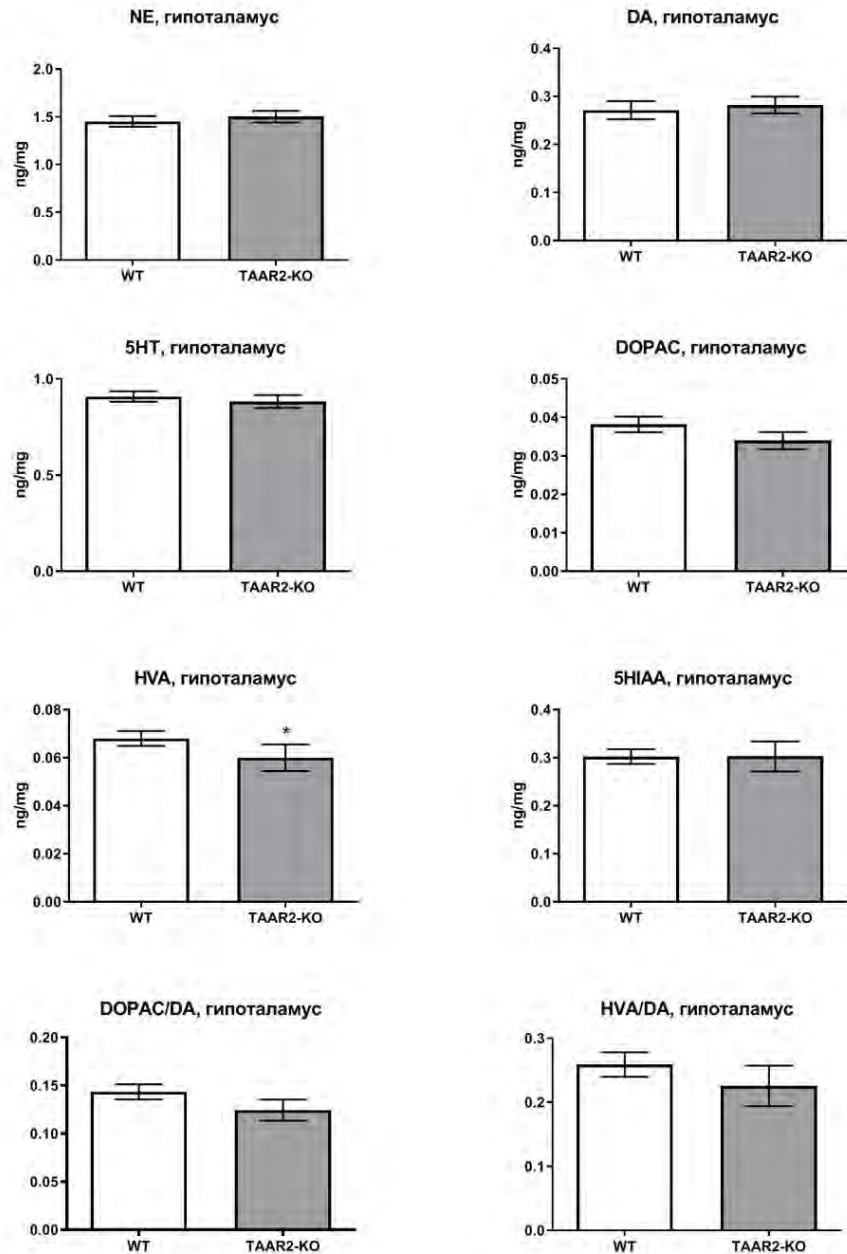 NE, гипоталамус
2.0
1.5
1.0
0.5
0.0
ng/mg
WT TAAR2-KO
DA, гипоталамус
0.4
0.3
0.2
0.1
0.0
ng/mg
WT TAAR2-KO
5HT, гипоталамус
1.0
0.5
0.0
ng/mg
WT TAAR2-KO
DOPAC, гипоталамус
0.05
0.04
0.03
0.02
0.01
0.00
ng/mg
WT TAAR2-KO
HVA, гипоталамус
0.08
0.06
0.04
0.02
0.00
ng/mg
*
WT TAAR2-KO
5HIAA, гипоталамус
0.4
0.3
0.2
0.1
0.0
ng/mg
WT TAAR2-KO
DOPAC/DA, гипоталамус
0.20
0.15
0.10
0.05
0.00
WT TAAR2-KO
HVA/DA, гипоталамус
0.3
0.2
0.1
0.0
WT TAAR2-KO